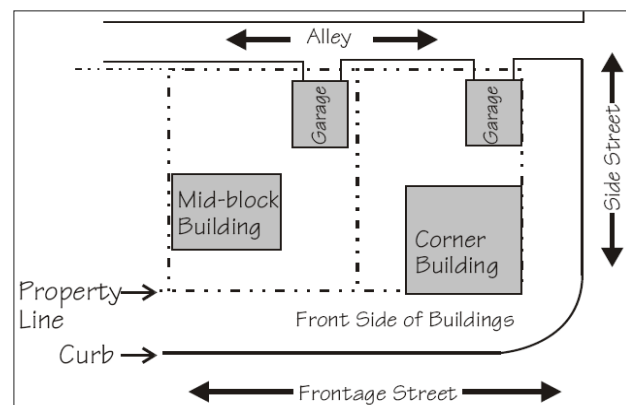 Alley
Garage
Garage
Side Street
Mid-block
Building
Corner
Building
Property
Line
Front Side of Buildings
Curb
Frontage Street